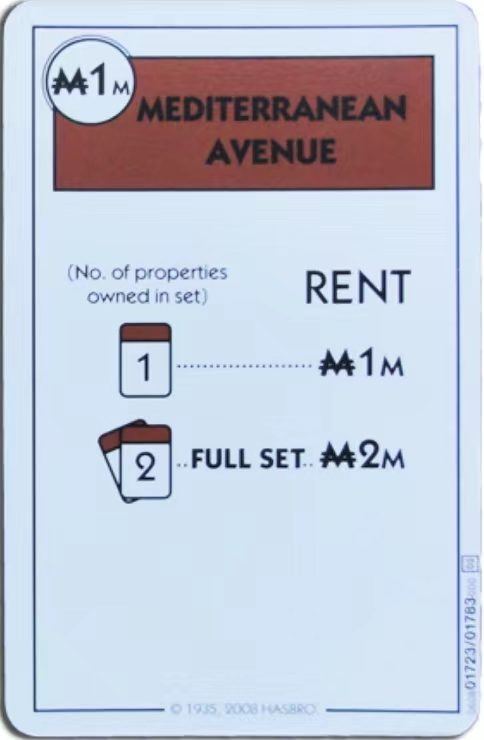 ₩1M
MEDITERRANEAN
AVENUE
(No. of properties
owned in set)
RENT
1 ₩1M
2 FULL SET ₩2M
01723/01783
© 1935, 2008 HASBRO